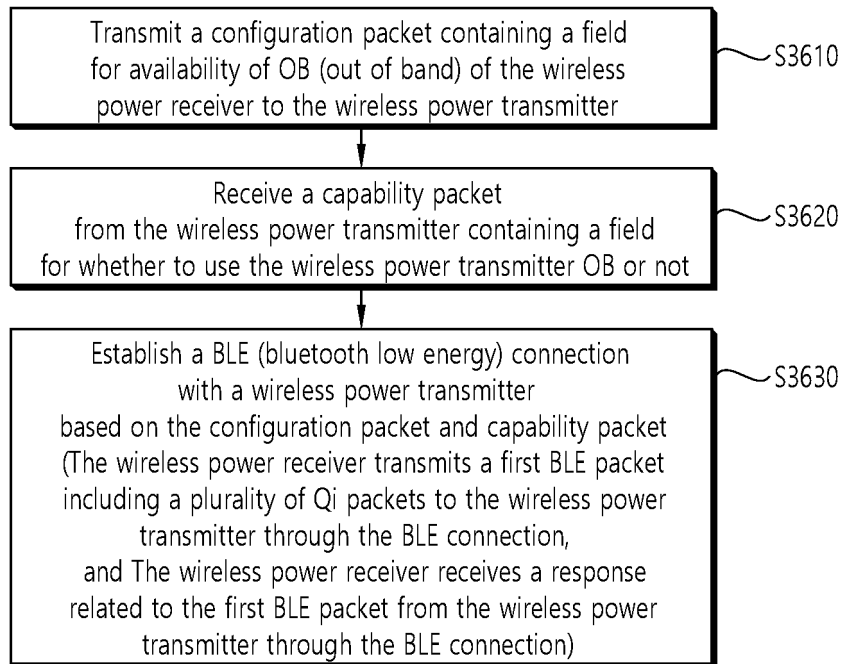 Transmit a configuration packet containing a field
for availability of OB (out of band) of the wireless
power receiver to the wireless power transmitter
S3610
Receive a capability packet
from the wireless power transmitter containing a field
for whether to use the wireless power transmitter OB or not
S3620
Establish a BLE (bluetooth low energy) connection
with a wireless power transmitter
based on the configuration packet and capability packet
(The wireless power receiver transmits a first BLE packet
including a plurality of Qi packets to the wireless power
transmitter through the BLE connection,
and The wireless power receiver receives a response
related to the first BLE packet from the wireless power
transmitter through the BLE connection)
S3630